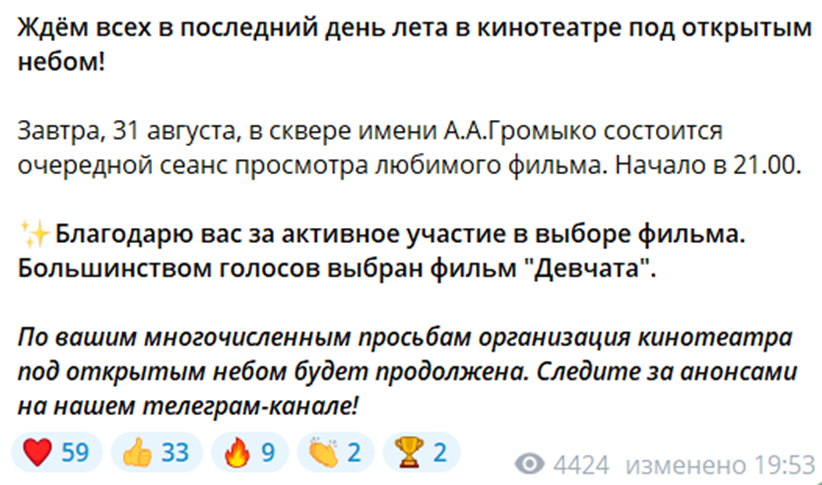 Ждём всех в последний день лета в кинотеатре под открытым
небом!
Завтра, 31 августа, в сквере имени А.А.Громыко состоится
очередной сеанс просмотра любимого фильма. Начало в 21.00.
✨Благодарю вас за активное участие в выборе фильма.
Большинством голосов выбран фильм "Девчата".
По вашим многочисленным просьбам организация кинотеатра
под открытым небом будет продолжена. Следите за анонсами
на нашем телеграм-канале!
❤️ 59 👍 33 🔥 9 👏 2 🏆 2 4424 изменено 19:53